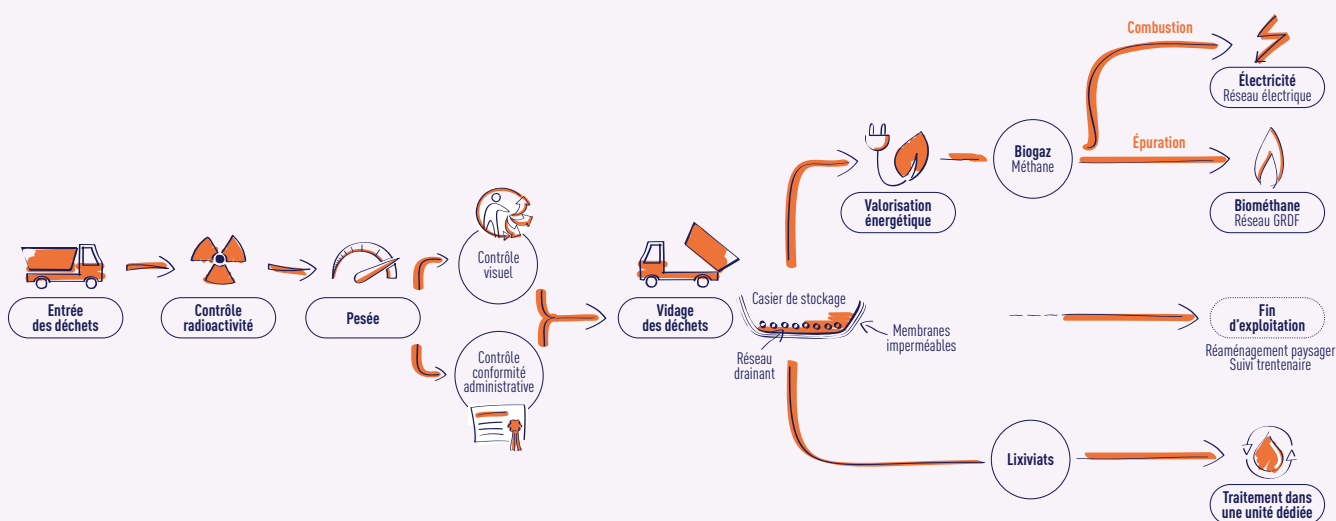 Entrée
des déchets
Contrôle
radioactivité
Pesée
Contrôle
visuel
Contrôle
conformité
administrative
Vidage
des déchets
Casier de stockage
Réseau
drainant
Membranes
imperméables
Valorisation
énergétique
Biogaz
Méthane
Combustion
Électricité
Réseau électrique
Épuration
Biométhane
Réseau GRDF
Fin
d'exploitation
Réaménagement paysager
Suivi trentenaire
Lixiviats
Traitement dans
une unité dédiée